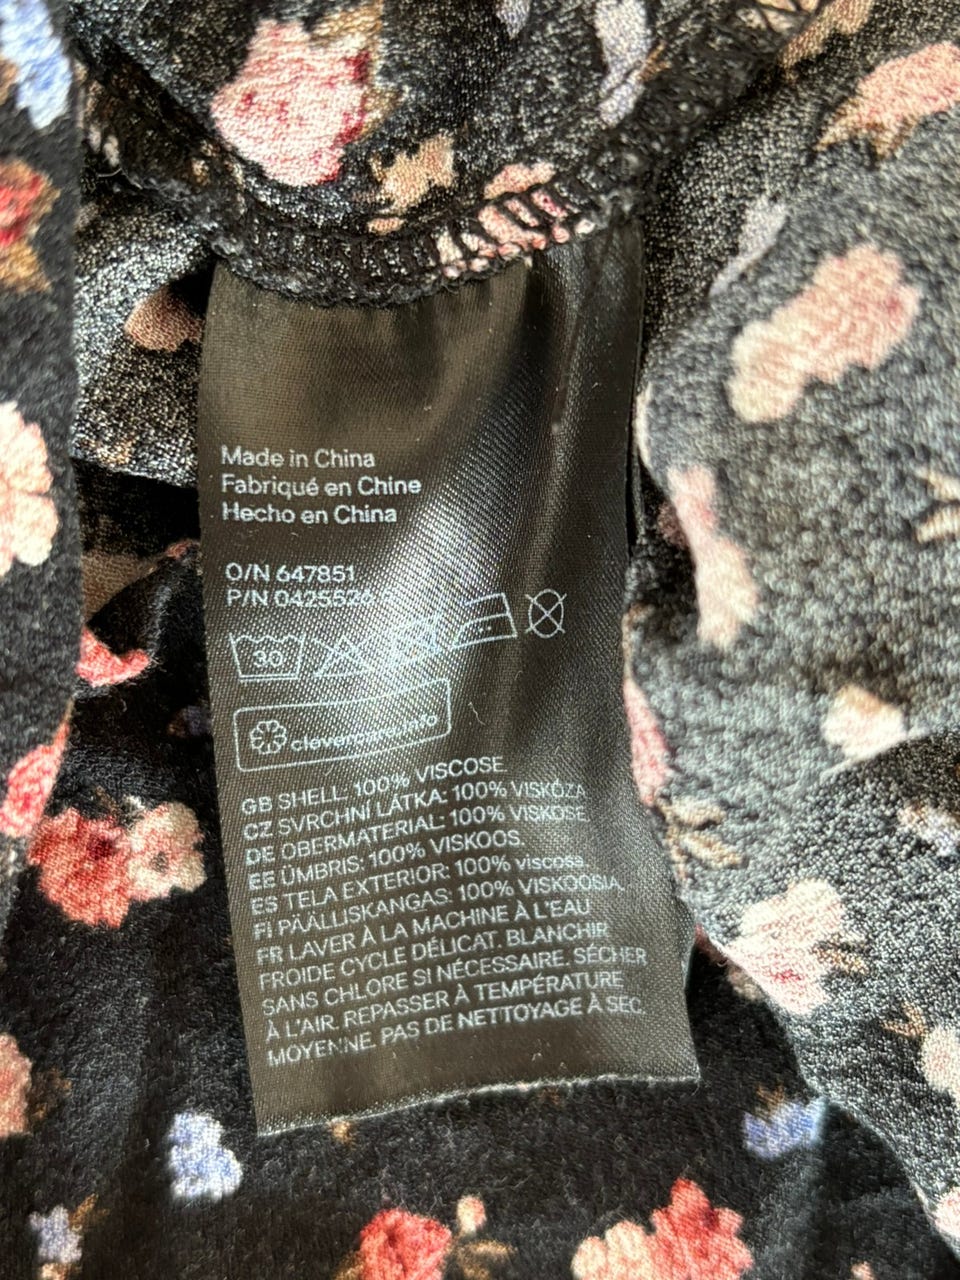 Made in China
Fabriqué en Chine
Hecho en China
O/N 647851
P/N 0425526
30
GB SHELL: 100% VISCOSE.
CZ SVRCHNÍ LÁTKA: 100% VISKÓZA
DE OBERMATERIAL: 100% VISKOSE
EE ÜMBRIS: 100% VISKOOS.
ES TELA EXTERIOR: 100% viscosa.
FI PÄÄLLISKANGAS: 100% VISKOOSIA.
FR LAVER À LA MACHINE À L'EAU
FROIDE CYCLE DÉLICAT. BLANCHIR
SANS CHLORE SI NÉCESSAIRE. SÉCHER
À L'AIR. REPASSER À TEMPÉRATURE
MOYENNE. PAS DE NETTOYAGE À SEC.